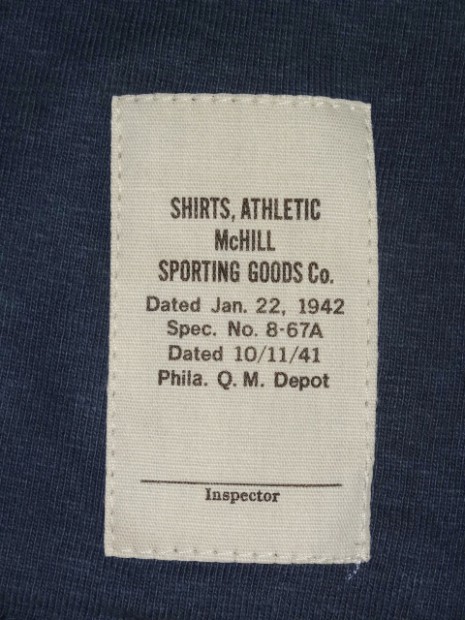 SHIRTS, ATHLETIC
McHILL
SPORTING GOODS Co.
Dated Jan. 22, 1942
Spec. No. 8-67A
Dated 10/11/41
Phila. Q. M. Depot
Inspector